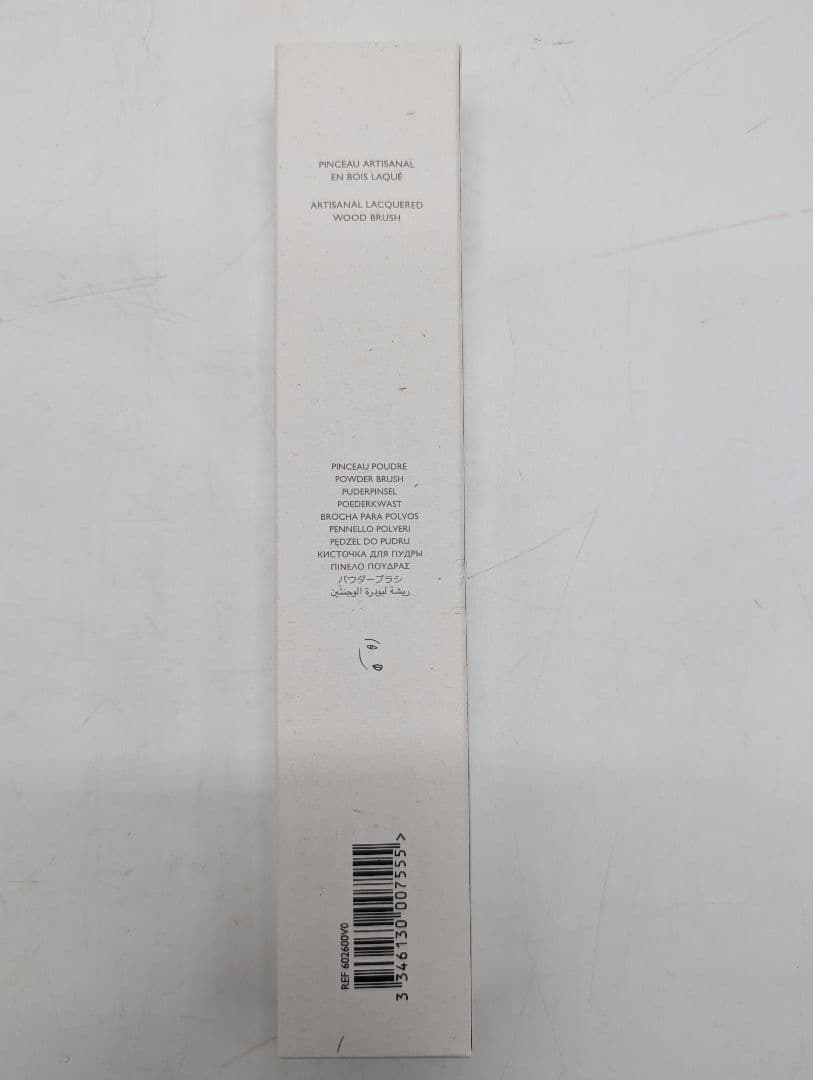 PINCEAU ARTISANAL
EN BOIS LAQUÉ
ARTISANAL LACQUERED
WOOD BRUSH
PINCEAU POUDRE
POWDER BRUSH
PUDERPINSEL
POEDERKWAST
BROCHA PARA POLVOS
PENNELLO POLVERI
PĘDZEL DO PUDRU
КИСТОЧКА ДЛЯ ПУДРЫ
ΠΙΝΕΛΟ ΠΟΥΔΡΑΣ
パウダーブラシ
ريشة لبودرة الوجنتين
REF 602600V0
3 346130 007555>